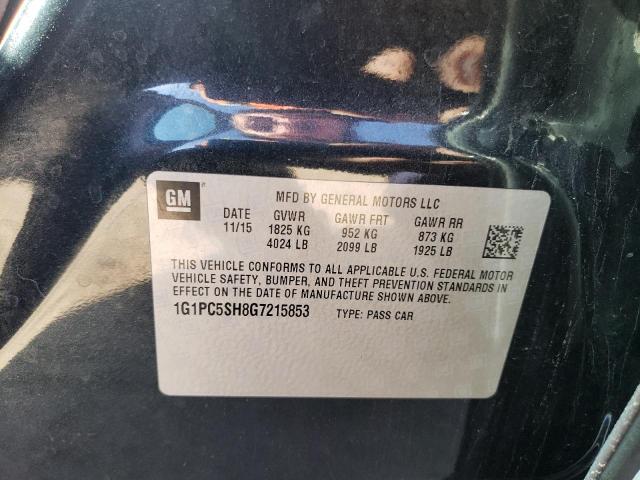 GM
MFD BY GENERAL MOTORS LLC
DATE GVWR GAWR FRT GAWR RR
11/15 1825 KG 952 KG 873 KG
4024 LB 2099 LB 1925 LB
THIS VEHICLE CONFORMS TO ALL APPLICABLE U.S. FEDERAL MOTOR
VEHICLE SAFETY, BUMPER, AND THEFT PREVENTION STANDARDS IN
EFFECT ON THE DATE OF MANUFACTURE SHOWN ABOVE.
1G1PC5SH8G7215853 TYPE: PASS CAR